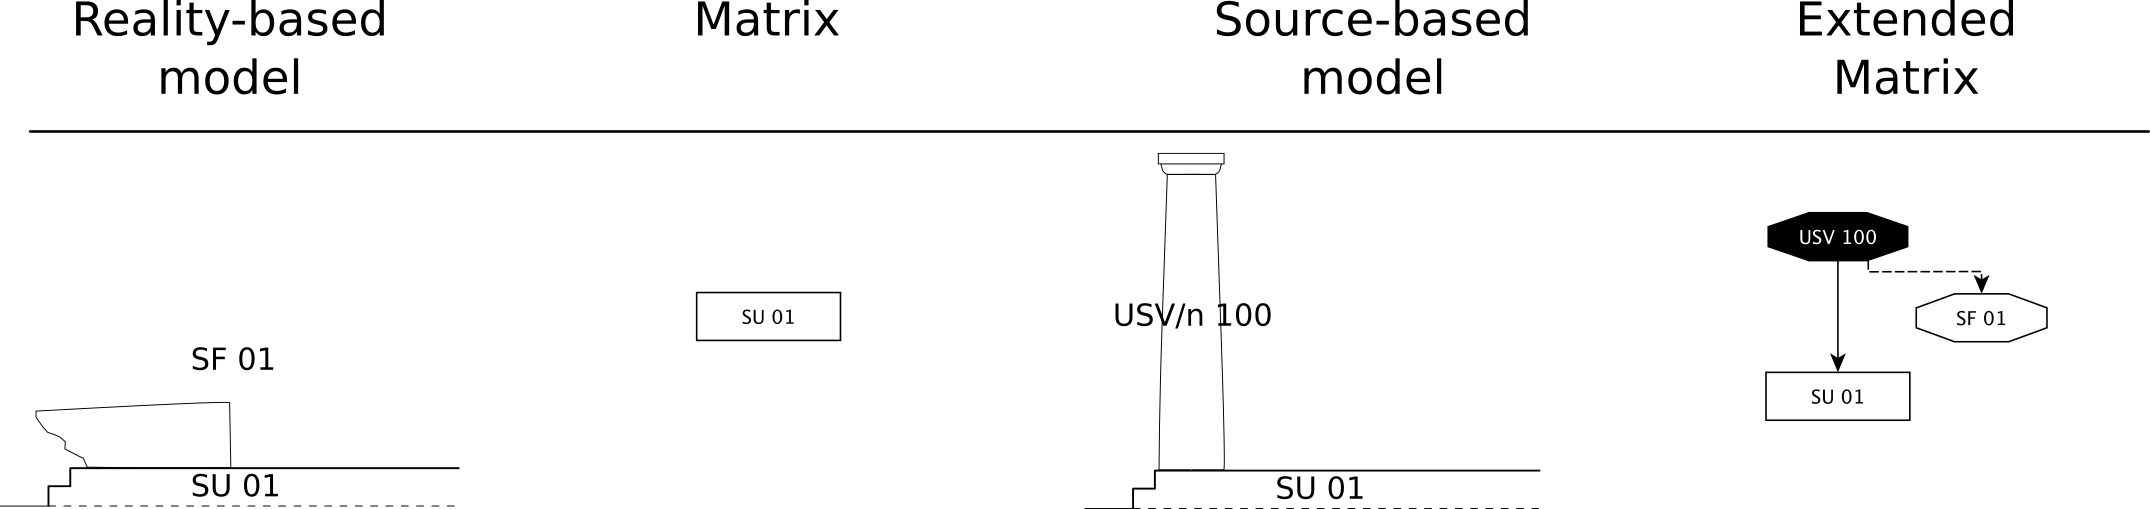 Reality-based
model
Matrix
Source-based
model
Extended
Matrix
SF 01
SU 01
SU 01
USV/n 100
SU 01
USV 100
SF 01
SU 01